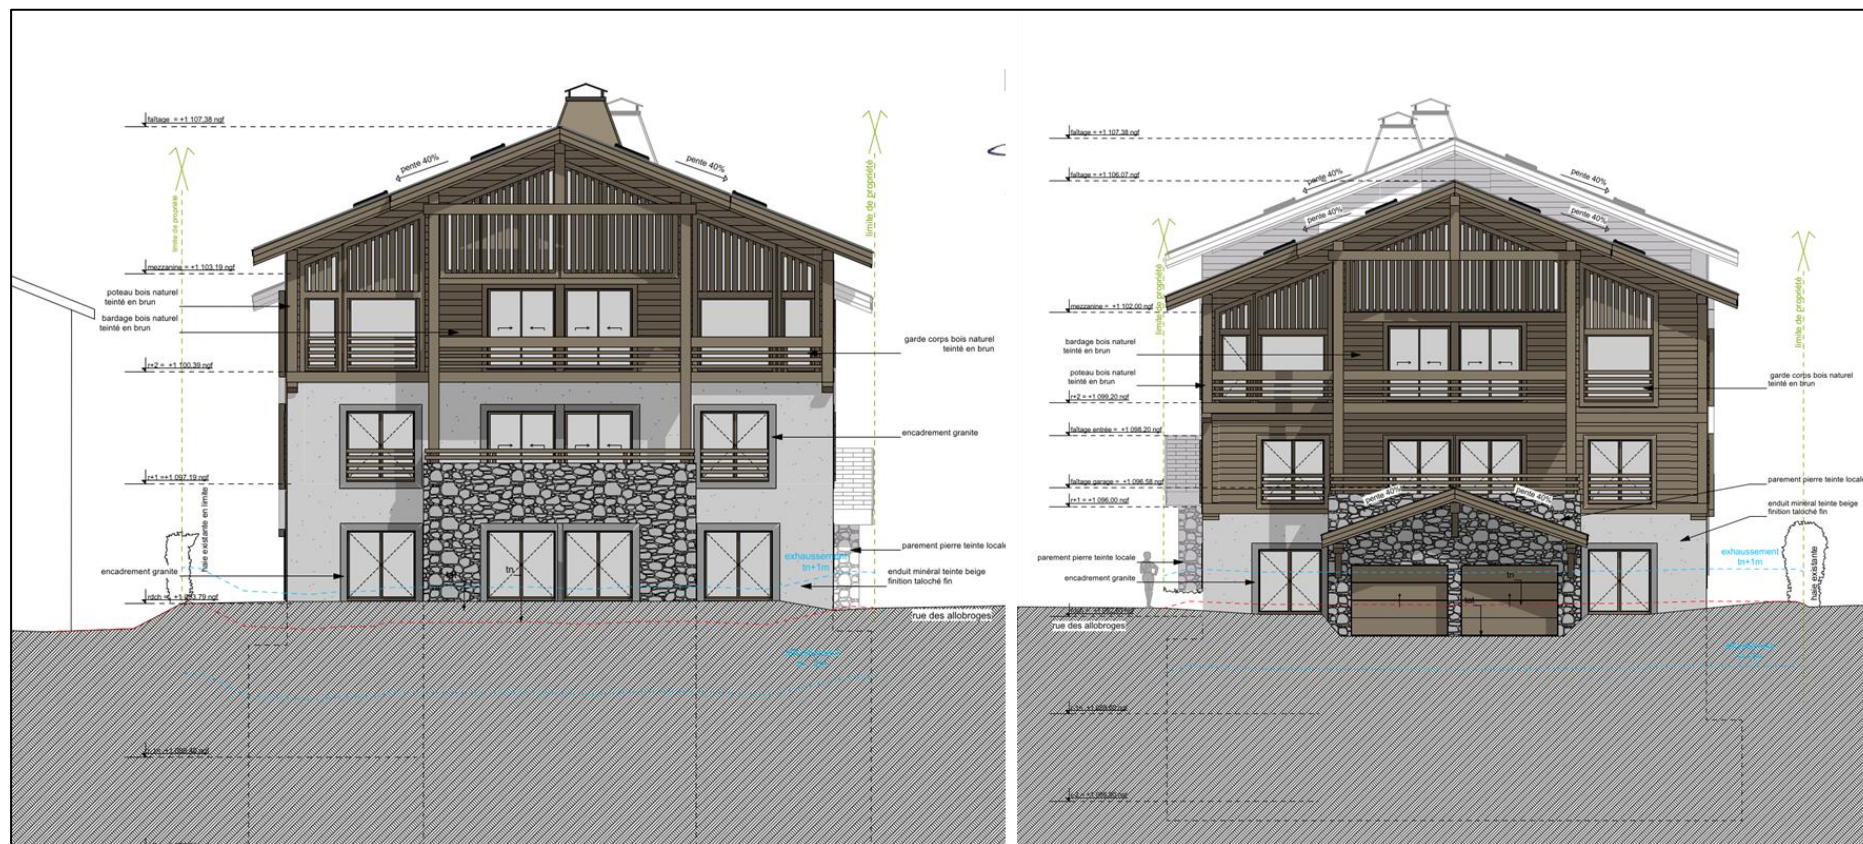 faîtage = +1 107,38 ngf
pente 40%
pente 40%
limite de propriété
limite de propriété
mezzanine = +1 103,19 ngf
poteau bois naturel
teinté en brun
bardage bois naturel
teinté en brun
garde corps bois naturel
teinté en brun
r+2 = +1 100,39 ngf
encadrement granite
r+1 =+1 097,19 ngf
haie existante en limite
parement pierre teinte locale
exhaussement
tn+1m
encadrement granite
tn
enduit minéral teinte beige
finition taloché fin
rue des allobroges
faîtage = +1 107,38 ngf
faîtage = +1 106,07 ngf
pente 40%
pente 40%
pente 40%
pente 40%
limite de propriété
limite de propriété
mezzanine = +1 102,00 ngf
bardage bois naturel
teinté en brun
poteau bois naturel
teinté en brun
garde corps bois naturel
teinté en brun
r+2 = +1 099,20 ngf
faîtage entrée = +1 098,20 ngf
faîtage garage = +1 096,58 ngf
r+1 = +1 096,00 ngf
pente 40%
pente 40%
parement pierre teinte locale
enduit minéral teinte beige
finition taloché fin
parement pierre teinte locale
encadrement granite
exhaussement
tn+1m
haie existante
tn
rue des allobroges